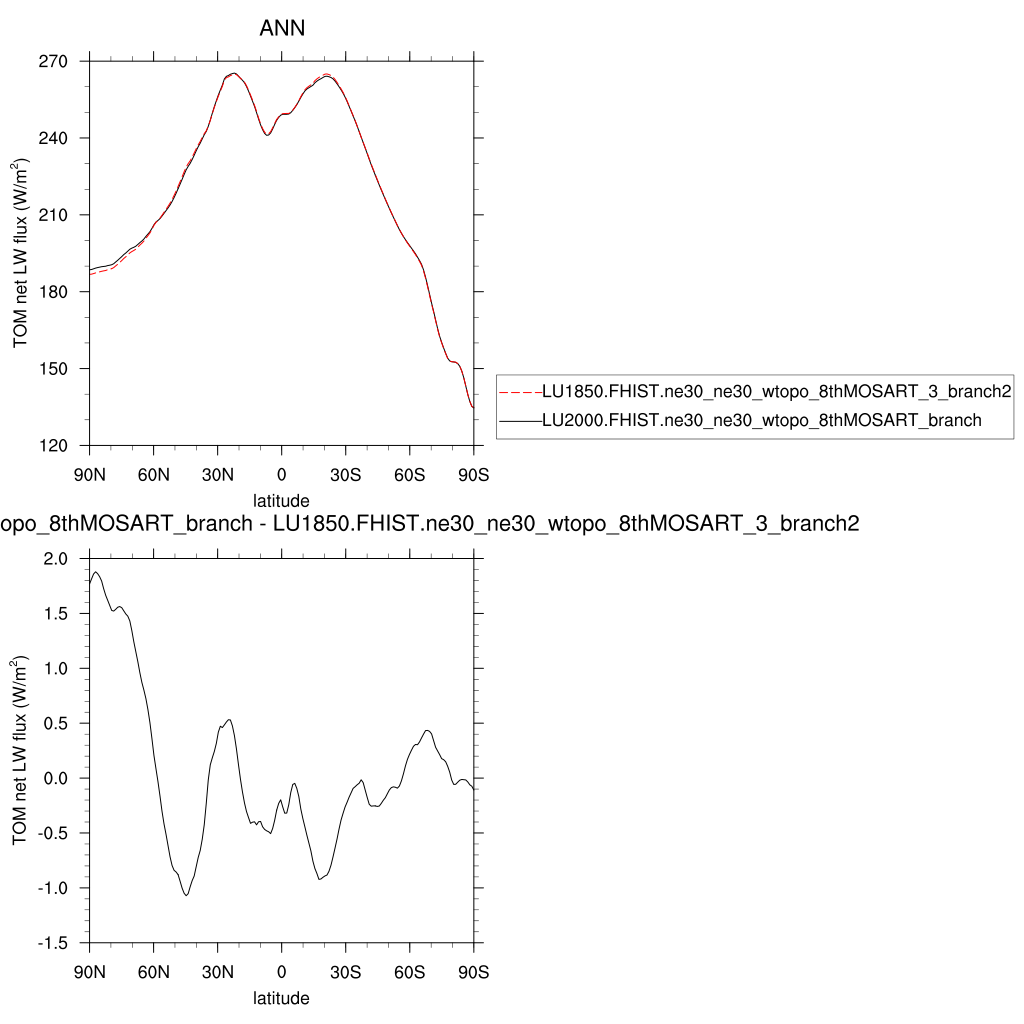 ANN
270
240
210
180
150
120
TOM net LW flux (W/m²)
90N 60N 30N 0 30S 60S 90S
latitude
LU1850.FHIST.ne30_ne30_wtopo_8thMOSART_3_branch2
LU2000.FHIST.ne30_ne30_wtopo_8thMOSART_branch
opo_8thMOSART_branch - LU1850.FHIST.ne30_ne30_wtopo_8thMOSART_3_branch2
2.0
1.5
1.0
0.5
0.0
-0.5
-1.0
-1.5
TOM net LW flux (W/m²)
90N 60N 30N 0 30S 60S 90S
latitude